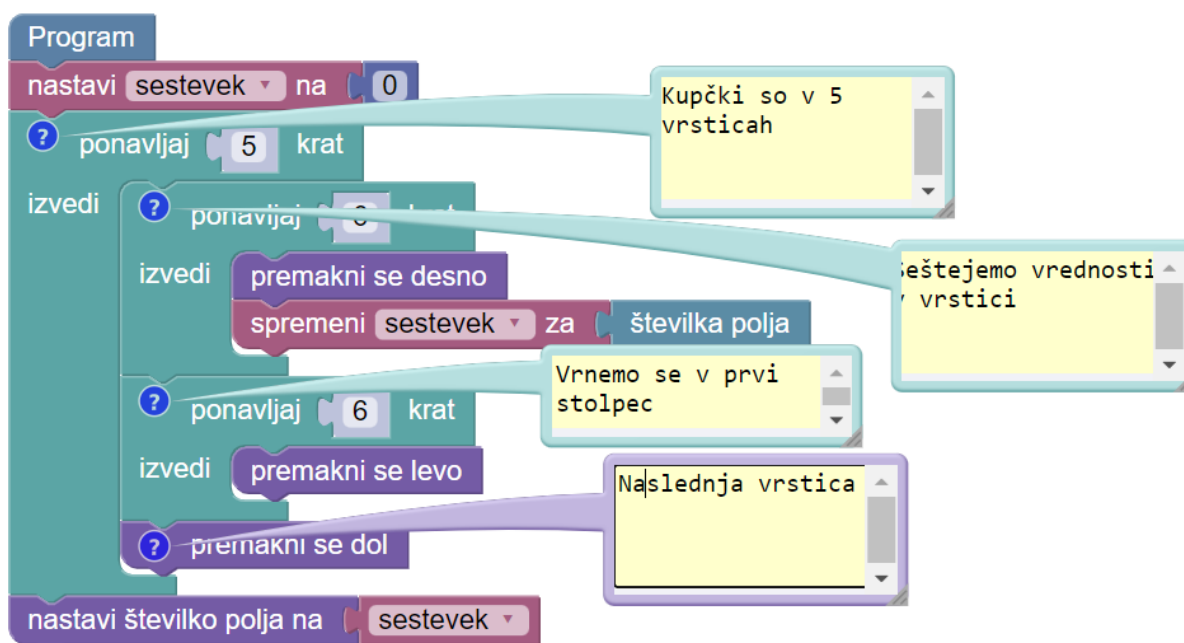 Program
nastavi sestevek na 0
? ponavljaj 5 krat
Kupčki so v 5
vrsticah
izvedi
? ponavljaj krat
Seštejemo vrednosti
v vrstici
izvedi premakni se desno
spremeni sestevek za številka polja
? ponavljaj 6 krat
Vrnemo se v prvi
stolpec
izvedi premakni se levo
Naslednja vrstica
? premakni se dol
nastavi številko polja na sestevek